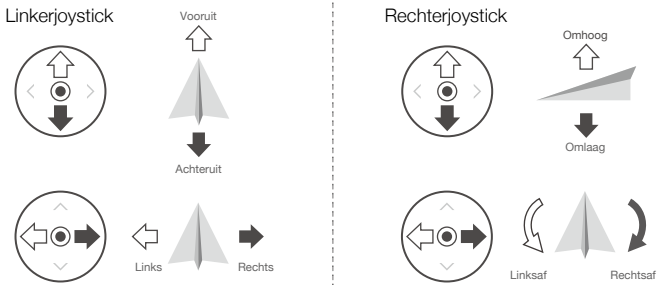 Linkerjoystick
Vooruit
Achteruit
Links
Rechts
Rechterjoystick
Omhoog
Omlaag
Linksaf
Rechtsaf